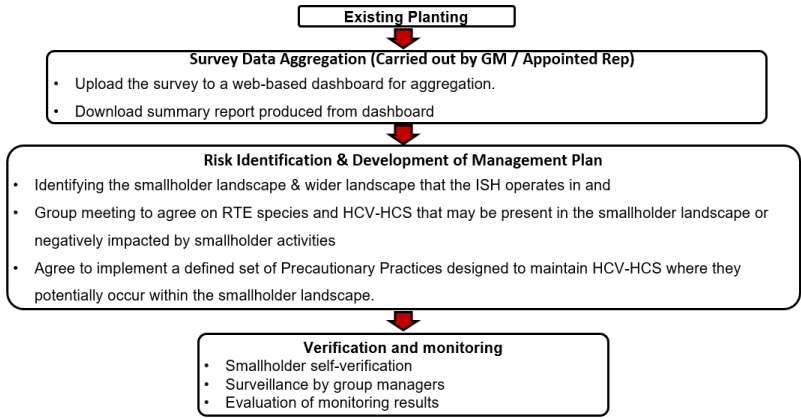 Existing Planting
Survey Data Aggregation (Carried out by GM / Appointed Rep)
• Upload the survey to a web-based dashboard for aggregation.
• Download summary report produced from dashboard
Risk Identification & Development of Management Plan
• Identifying the smallholder landscape & wider landscape that the ISH operates in and
• Group meeting to agree on RTE species and HCV-HCS that may be present in the smallholder landscape or
negatively impacted by smallholder activities
• Agree to implement a defined set of Precautionary Practices designed to maintain HCV-HCS where they
potentially occur within the smallholder landscape.
Verification and monitoring
• Smallholder self-verification
• Surveillance by group managers
• Evaluation of monitoring results